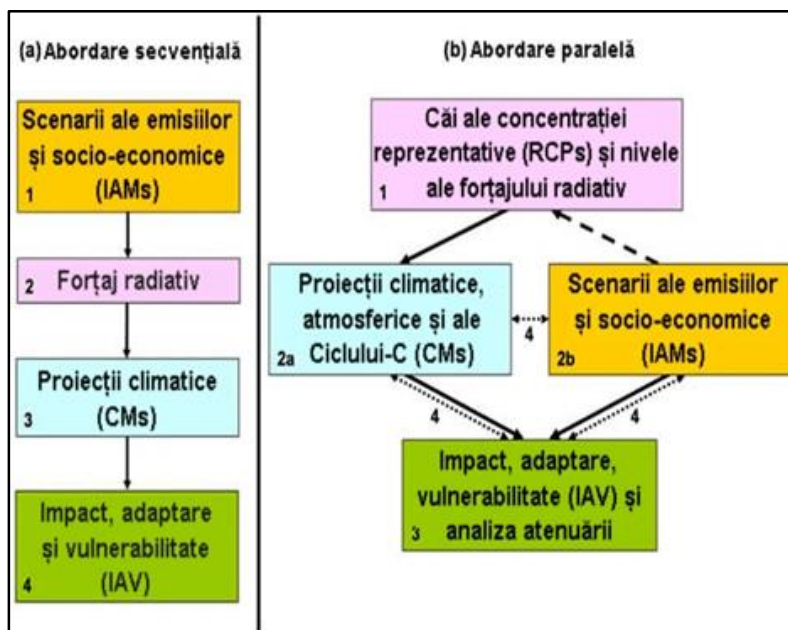 (a) Abordare secvențială
Scenarii ale emisiilor
și socio-economice
(IAMs)
1
2 Forțaj radiativ
Proiecții climatice
(CMs)
3
Impact, adaptare
și vulnerabilitate
(IAV)
4
(b) Abordare paralelă
Căi ale concentrației
reprezentative (RCPs) și nivele
ale forțajului radiativ
1
Proiecții climatice,
atmosferice și ale
Ciclului-C (CMs)
2a
4
Scenarii ale emisiilor
și socio-economice
(IAMs)
2b
4
4
Impact, adaptare,
vulnerabilitate (IAV) și
analiza atenuării
3